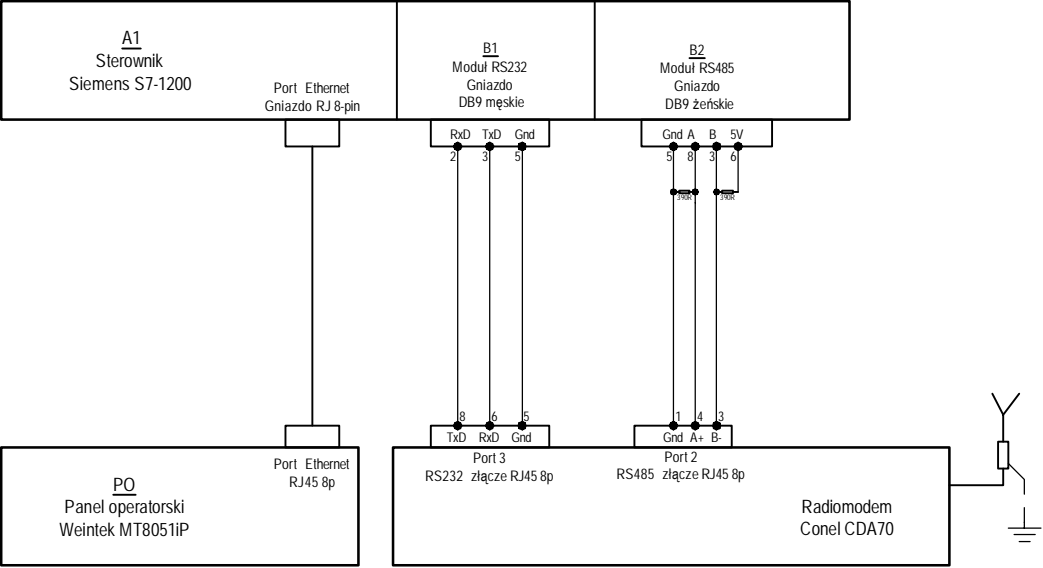 A1
Sterownik
Siemens S7-1200
Port Ethernet
Gniazdo RJ 8-pin
B1
Moduł RS232
Gniazdo
DB9 męskie
B2
Moduł RS485
Gniazdo
DB9 żeńskie
RxD TxD Gnd
2 3 5
Gnd A B 5V
5 8 3 6
390R 390R
8 6 5
TxD RxD Gnd
Port 3
RS232 złącze RJ45 8p
1 4 3
Gnd A+ B-
Port 2
RS485 złącze RJ45 8p
Port Ethernet
RJ45 8p
PO
Panel operatorski
Weintek MT8051iP
Radiomodem
Conel CDA70